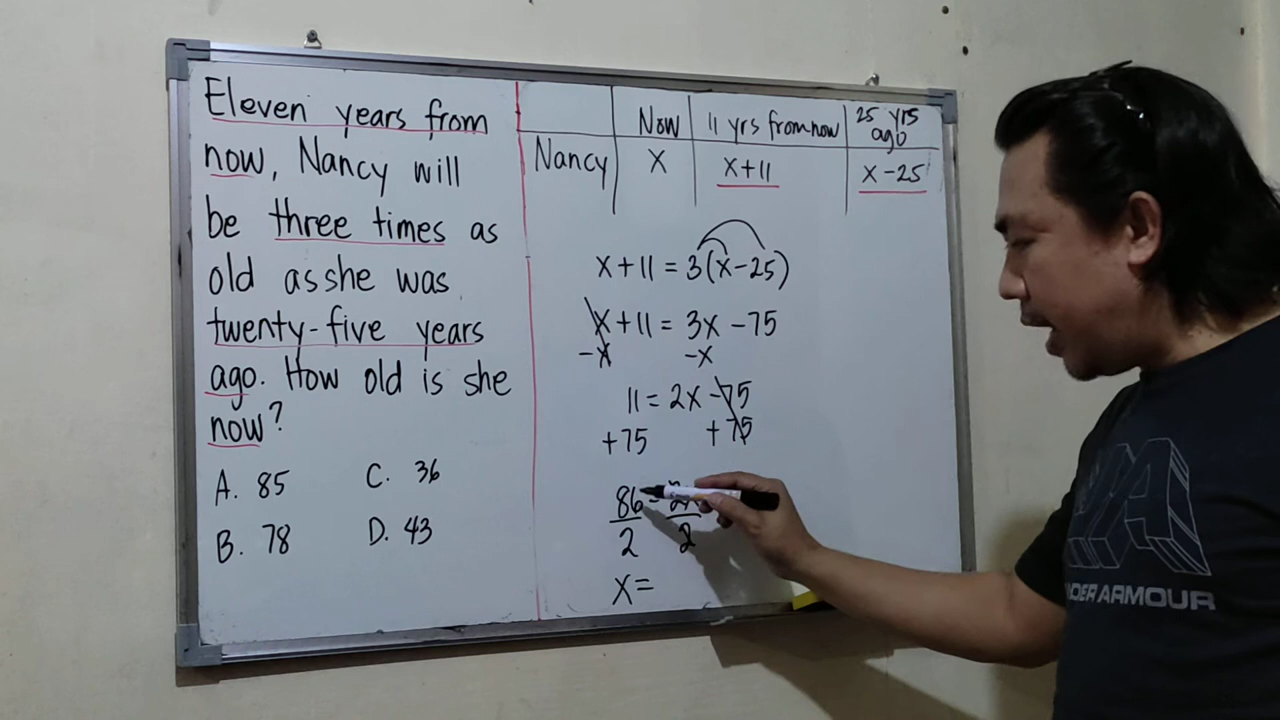 Eleven years from
now, Nancy will
be three times as
old as she was
twenty-five years
ago. How old is she
now?
A. 85 C. 36
B. 78 D. 43
Now 11 yrs from now 25 yrs ago
Nancy x x+11 x-25
x+11 = 3(x-25)
x+11 = 3x-75
-x -x
11 = 2x-75
+75 +75
86 = 2x
2 2
x=
DER ARMOUR